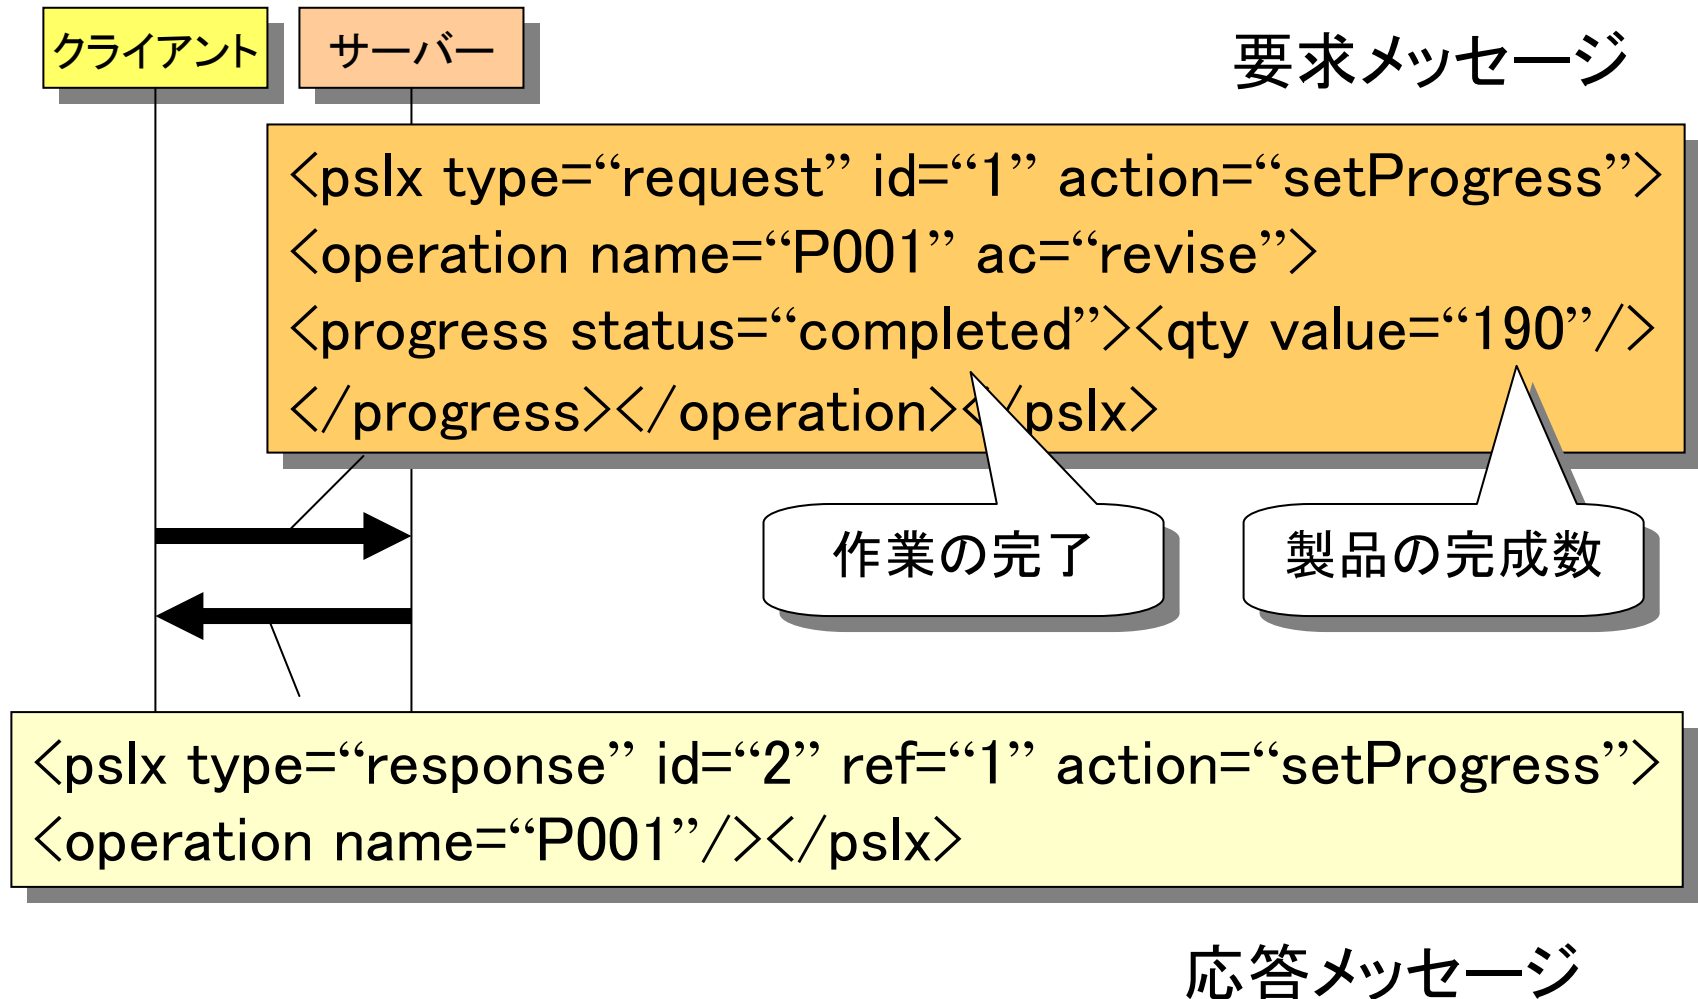 クライアント
サーバー
要求メッセージ
<pslx type=“request” id=“1” action=“setProgress”>
<operation name=“P001” ac=“revise”>
<progress status=“completed”><qty value=“190”/>
</progress></operation></pslx>
作業の完了
製品の完成数
<pslx type=“response” id=“2” ref=“1” action=“setProgress”>
<operation name=“P001”/></pslx>
応答メッセージ